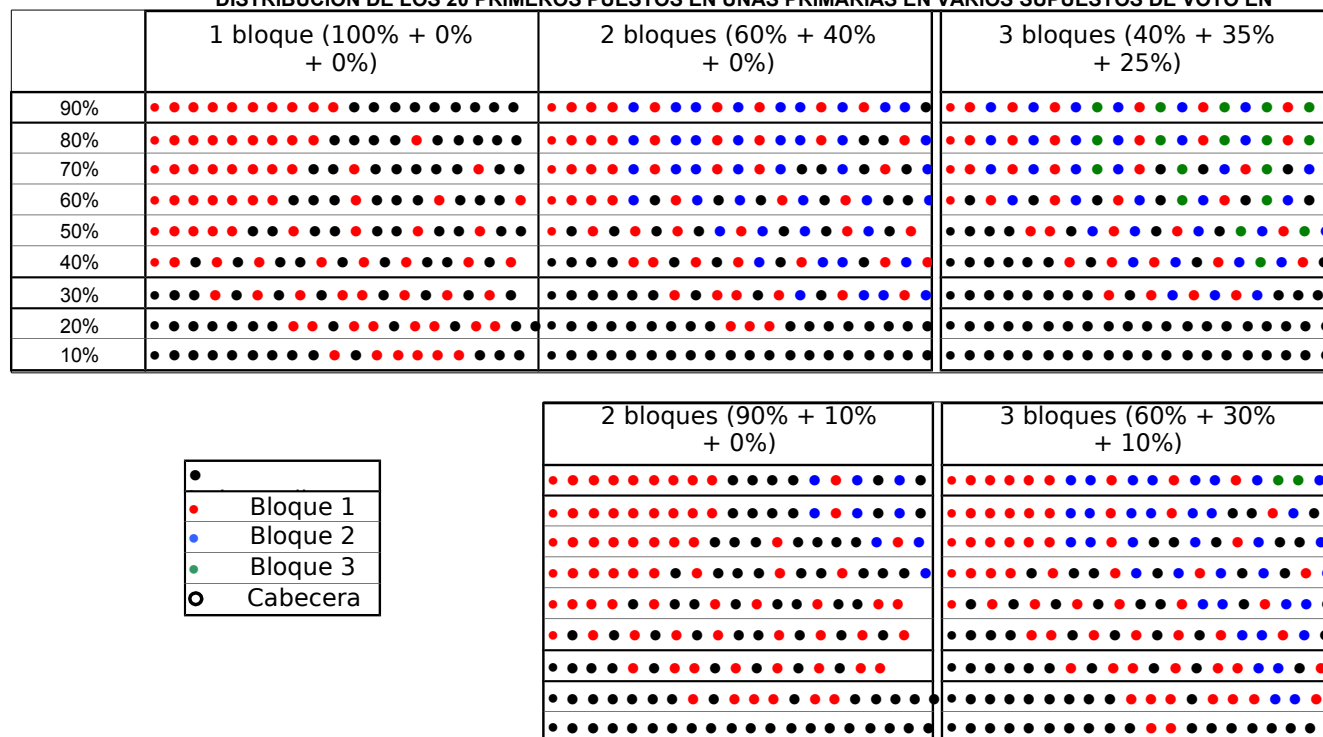 DISTRIBUCIÓN DE LOS 20 PRIMEROS PUESTOS EN UNAS PRIMARIAS EN VARIOS SUPUESTOS DE VOTO EN
1 bloque (100% + 0%
+ 0%)
2 bloques (60% + 40%
+ 0%)
3 bloques (40% + 35%
+ 25%)
90%
80%
70%
60%
50%
40%
30%
20%
10%
2 bloques (90% + 10%
+ 0%)
3 bloques (60% + 30%
+ 10%)
Bloque 1
Bloque 2
Bloque 3
Cabecera